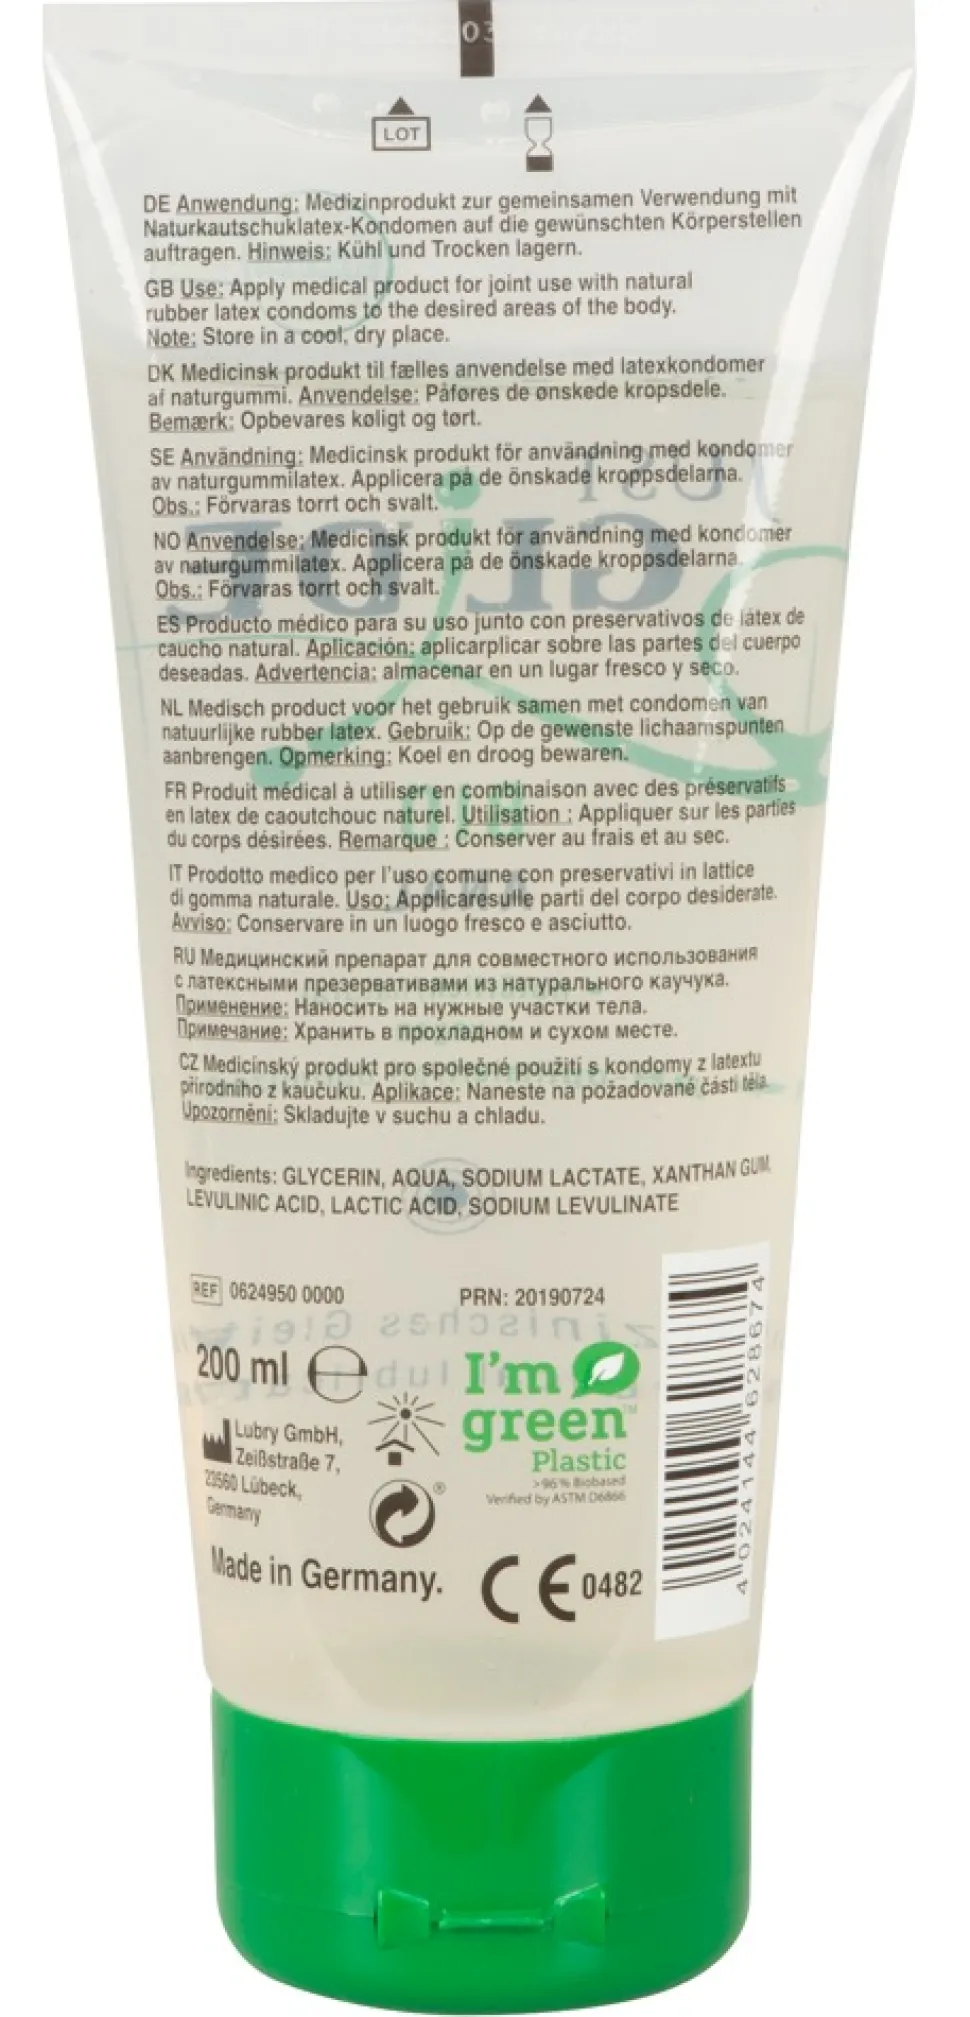 03
LOT
DE Anwendung: Medizinprodukt zur gemeinsamen Verwendung mit
Naturkautschuklatex-Kondomen auf die gewünschten Körperstellen
auftragen. Hinweis: Kühl und Trocken lagern.
GB Use: Apply medical product for joint use with natural
rubber latex condoms to the desired areas of the body.
Note: Store in a cool, dry place.
DK Medicinsk produkt til fælles anvendelse med latexkondomer
af naturgummi. Anvendelse: Påføres de ønskede kropsdele.
Bemærk: Opbevares køligt og tørt.
SE Användning: Medicinsk produkt för användning med kondomer
av naturgummilatex. Applicera på de önskade kroppsdelarna.
Obs.: Förvaras torrt och svalt.
NO Anvendelse: Medicinsk produkt för användning med kondomer
av naturgummilatex. Applicera på de önskade kroppsdelarna.
Obs.: Förvaras torrt och svalt.
ES Producto médico para su uso junto con preservativos de látex de
caucho natural. Aplicación: aplicarplicar sobre las partes del cuerpo
deseadas. Advertencia: almacenar en un lugar fresco y seco.
NL Medisch product voor het gebruik samen met condomen van
natuurlijke rubber latex. Gebruik: Op de gewenste lichaamspunten
aanbrengen. Opmerking: Koel en droog bewaren.
FR Produit médical à utiliser en combinaison avec des préservatifs
en latex de caoutchouc naturel. Utilisation : Appliquer sur les parties
du corps désirées. Remarque : Conserver au frais et au sec.
IT Prodotto medico per l'uso comune con preservativi in lattice
di gomma naturale. Uso: Applicaresulle parti del corpo desiderate.
Avviso: Conservare in un luogo fresco e asciutto.
RU Медицинский препарат для совместного использования
с латексными презервативами из натурального каучука.
Применение: Наносить на нужные участки тела.
Примечание: Хранить в прохладном и сухом месте.
CZ Medicínský produkt pro společné použití s kondomy z latextu
přírodního z kaučuku. Aplikace: Naneste na požadované části těla.
Upozornění: Skladujte v suchu a chladu.
Ingredients: GLYCERIN, AQUA, SODIUM LACTATE, XANTHAN GUM,
LEVULINIC ACID, LACTIC ACID, SODIUM LEVULINATE
REF 0624950 0000
PRN: 20190724
200 ml
I'm
green™
Plastic
>96% Biobased
Verified by ASTM D6866
Lubry GmbH,
Zeißstraße 7,
23560 Lübeck,
Germany
®
Made in Germany.
CE 0482
4 024144 628674
JUST
GLIDE
BIO
ANAL